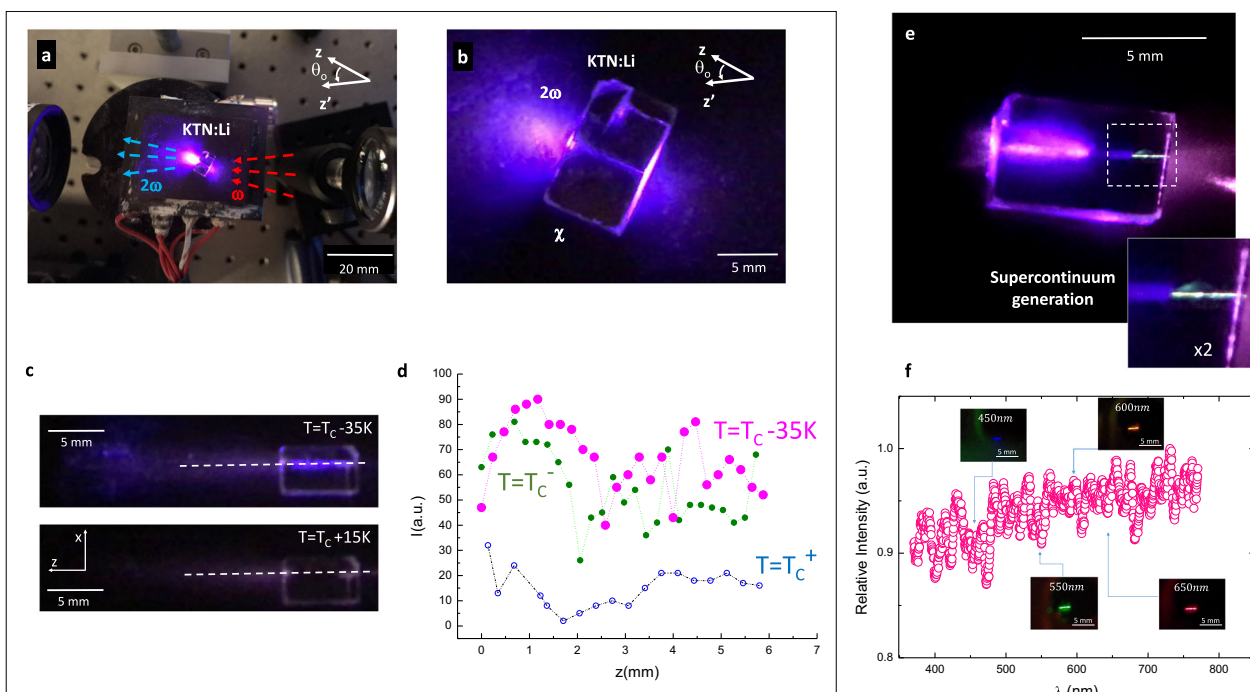 a
z
θo
z'
KTN:Li
2ω
ω
20 mm
b
KTN:Li
z
θo
z'
2ω
χ
5 mm
e
5 mm
Supercontinuum
generation
x2
c
T=TC-35K
5 mm
T=TC+15K
x
z
5 mm
d
100
90
80
70
60
50
40
30
20
10
0
I(a.u.)
T=TC-35K
T=TC-
T=TC+
0 1 2 3 4 5 6 7
z(mm)
f
1.0
0.9
0.8
Relative Intensity (a.u.)
450nm
5 mm
600nm
5 mm
550nm
5 mm
650nm
5 mm
400 500 600 700 800
λ (nm)